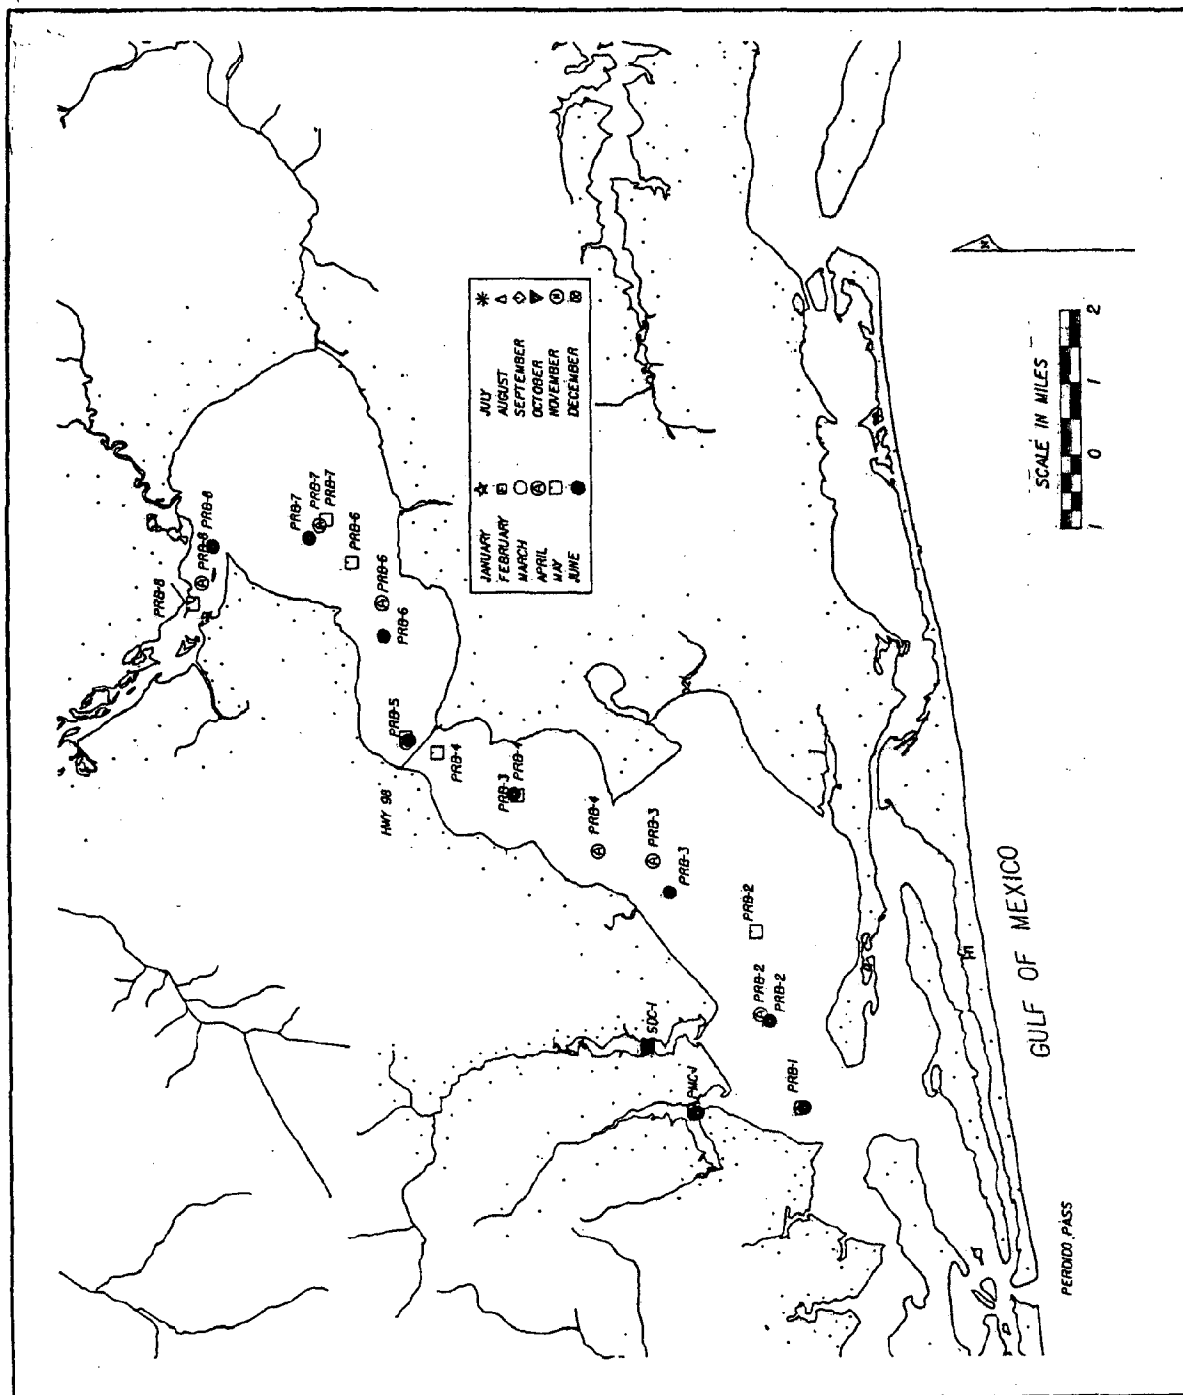 PRB-8
PRB-8
PRB-8
PRB-7
PRB-7
PRB-7
PRB-6
PRB-6
PRB-6
PRB-5
HWY 98
PRB-4
PRB-3
PRB-4
PRB-4
PRB-3
PRB-3
PRB-2
PRB-2
PRB-2
SDC-1
PMC-1
PRB-1
JANUARY
FEBRUARY
MARCH
APRIL
MAY
JUNE
JULY
AUGUST
SEPTEMBER
OCTOBER
NOVEMBER
DECEMBER
N
SCALE IN MILES
1 0 1 2
GULF OF MEXICO
PERDIDO PASS